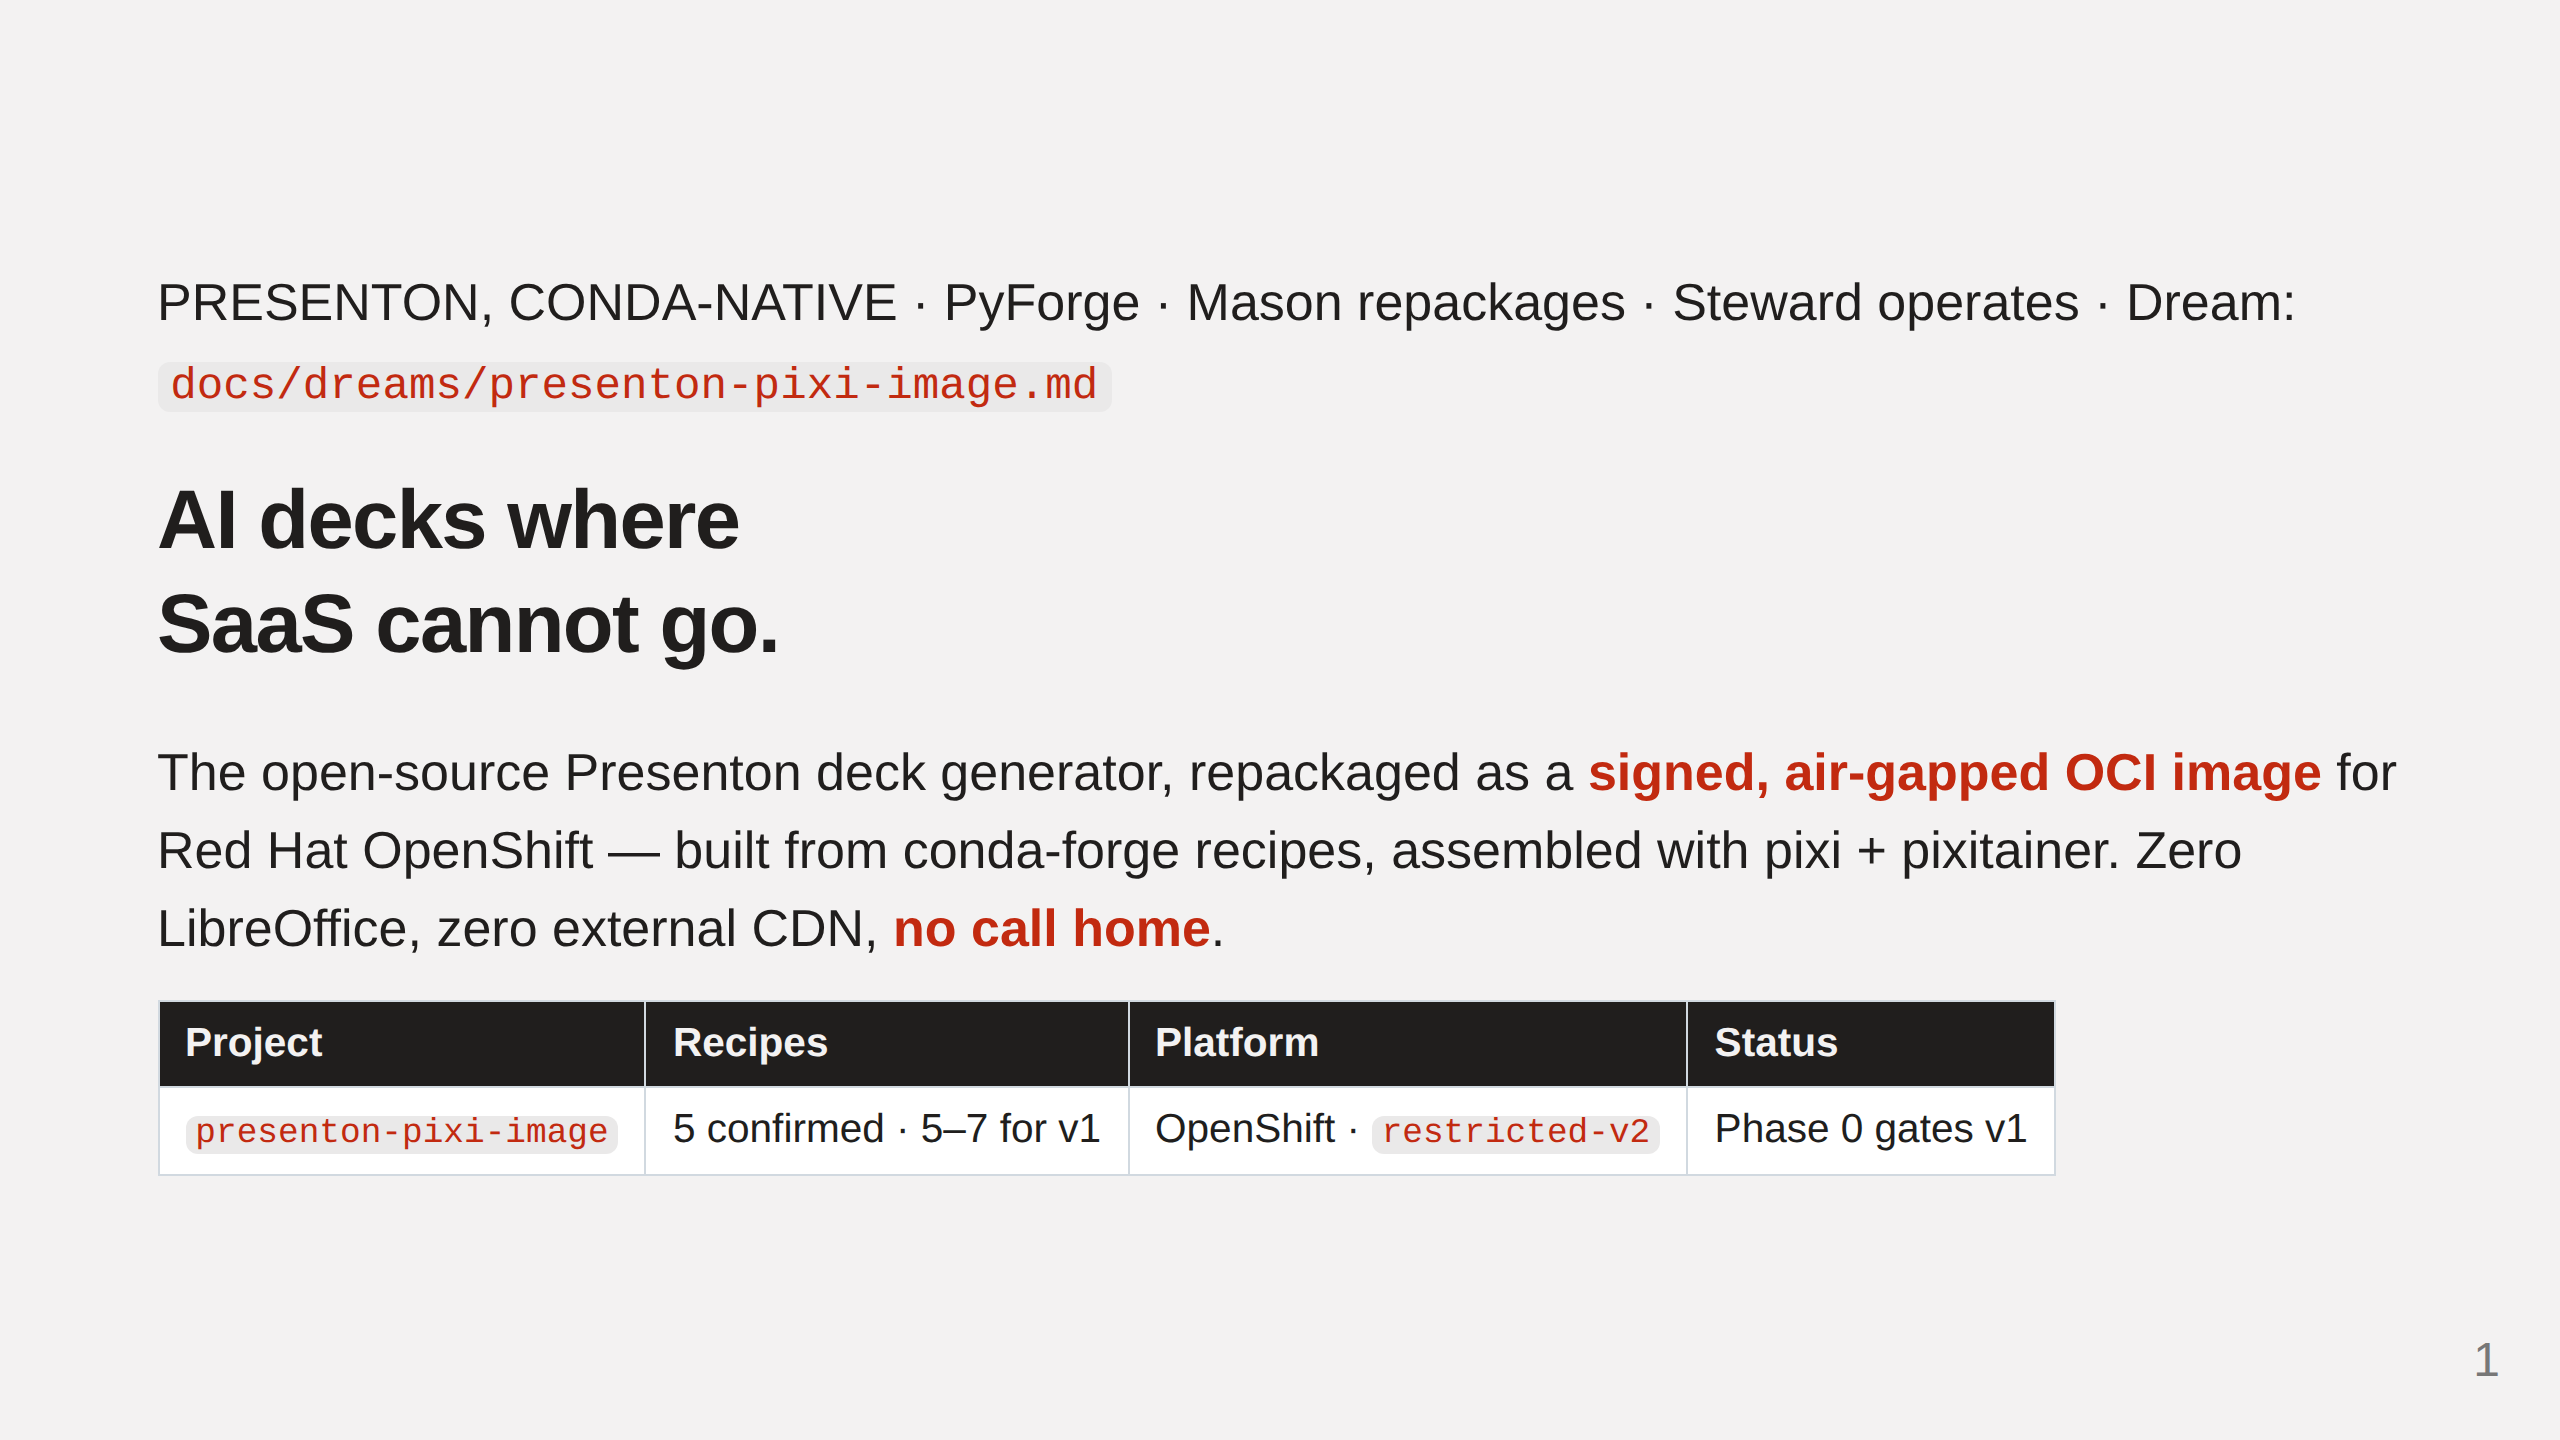 PRESENTON, CONDA-NATIVE · PyForge · Mason repackages · Steward operates · Dream:
docs/dreams/presenton-pixi-image.md
AI decks where
SaaS cannot go.
The open-source Presenton deck generator, repackaged as a signed, air-gapped OCI image for
Red Hat OpenShift — built from conda-forge recipes, assembled with pixi + pixitainer. Zero
LibreOffice, zero external CDN, no call home.
Project Recipes Platform Status
presenton-pixi-image 5 confirmed · 5–7 for v1 OpenShift · restricted-v2 Phase 0 gates v1
1